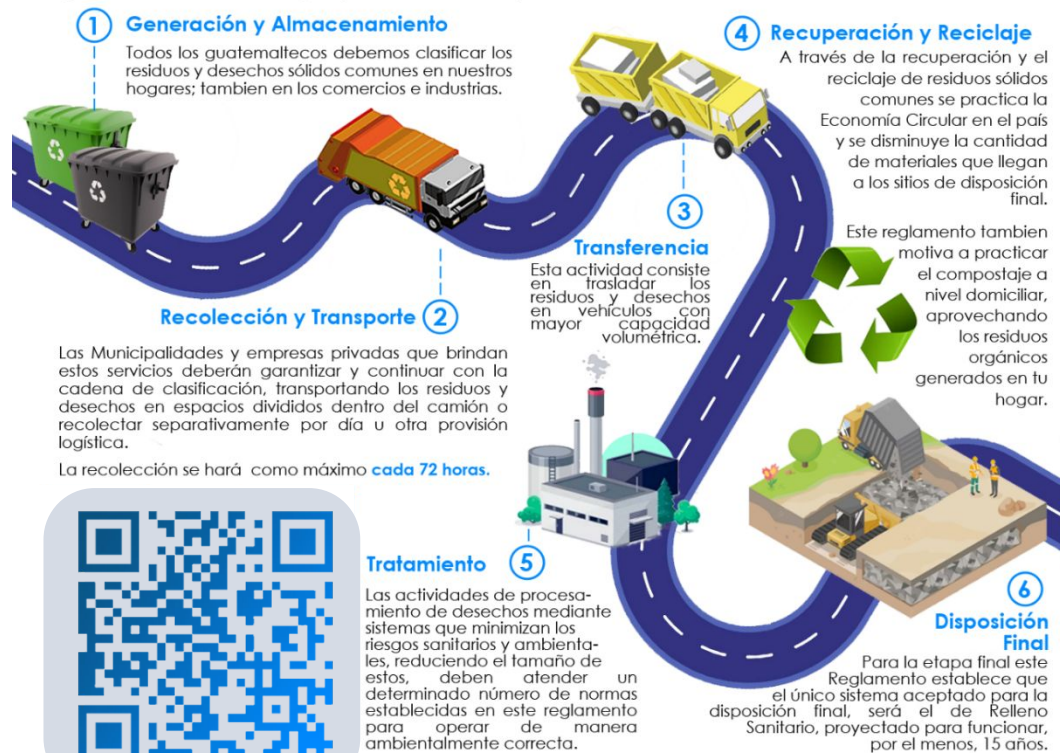 1 Generación y Almacenamiento
Todos los guatemaltecos debemos clasificar los
residuos y desechos sólidos comunes en nuestros
hogares; tambien en los comercios e industrias.
Recolección y Transporte 2
Las Municipalidades y empresas privadas que brindan
estos servicios deberán garantizar y continuar con la
cadena de clasificación, transportando los residuos y
desechos en espacios divididos dentro del camión o
recolectar separativamente por día u otra provisión
logística.
La recolección se hará como máximo cada 72 horas.
3
Transferencia
Esta actividad consiste
en trasladar los
residuos y desechos
en vehículos con
mayor capacidad
volumétrica.
4 Recuperación y Reciclaje
A través de la recuperación y el
reciclaje de residuos sólidos
comunes se practica la
Economía Circular en el país
y se disminuye la cantidad
de materiales que llegan
a los sitios de disposición
final.
Este reglamento tambien
motiva a practicar
el compostaje a
nivel domiciliar,
aprovechando
los residuos
orgánicos
generados en tu
hogar.
Tratamiento 5
Las actividades de procesa-
miento de desechos mediante
sistemas que minimizan los
riesgos sanitarios y ambienta-
les, reduciendo el tamaño de
estos, deben atender un
determinado número de normas
establecidas en este reglamento
para operar de manera
ambientalmente correcta.
6
Disposición
Final
Para la etapa final este
Reglamento establece que
el único sistema aceptado para la
disposición final, será el de Relleno
Sanitario, proyectado para funcionar,
por el menos, 15 años.